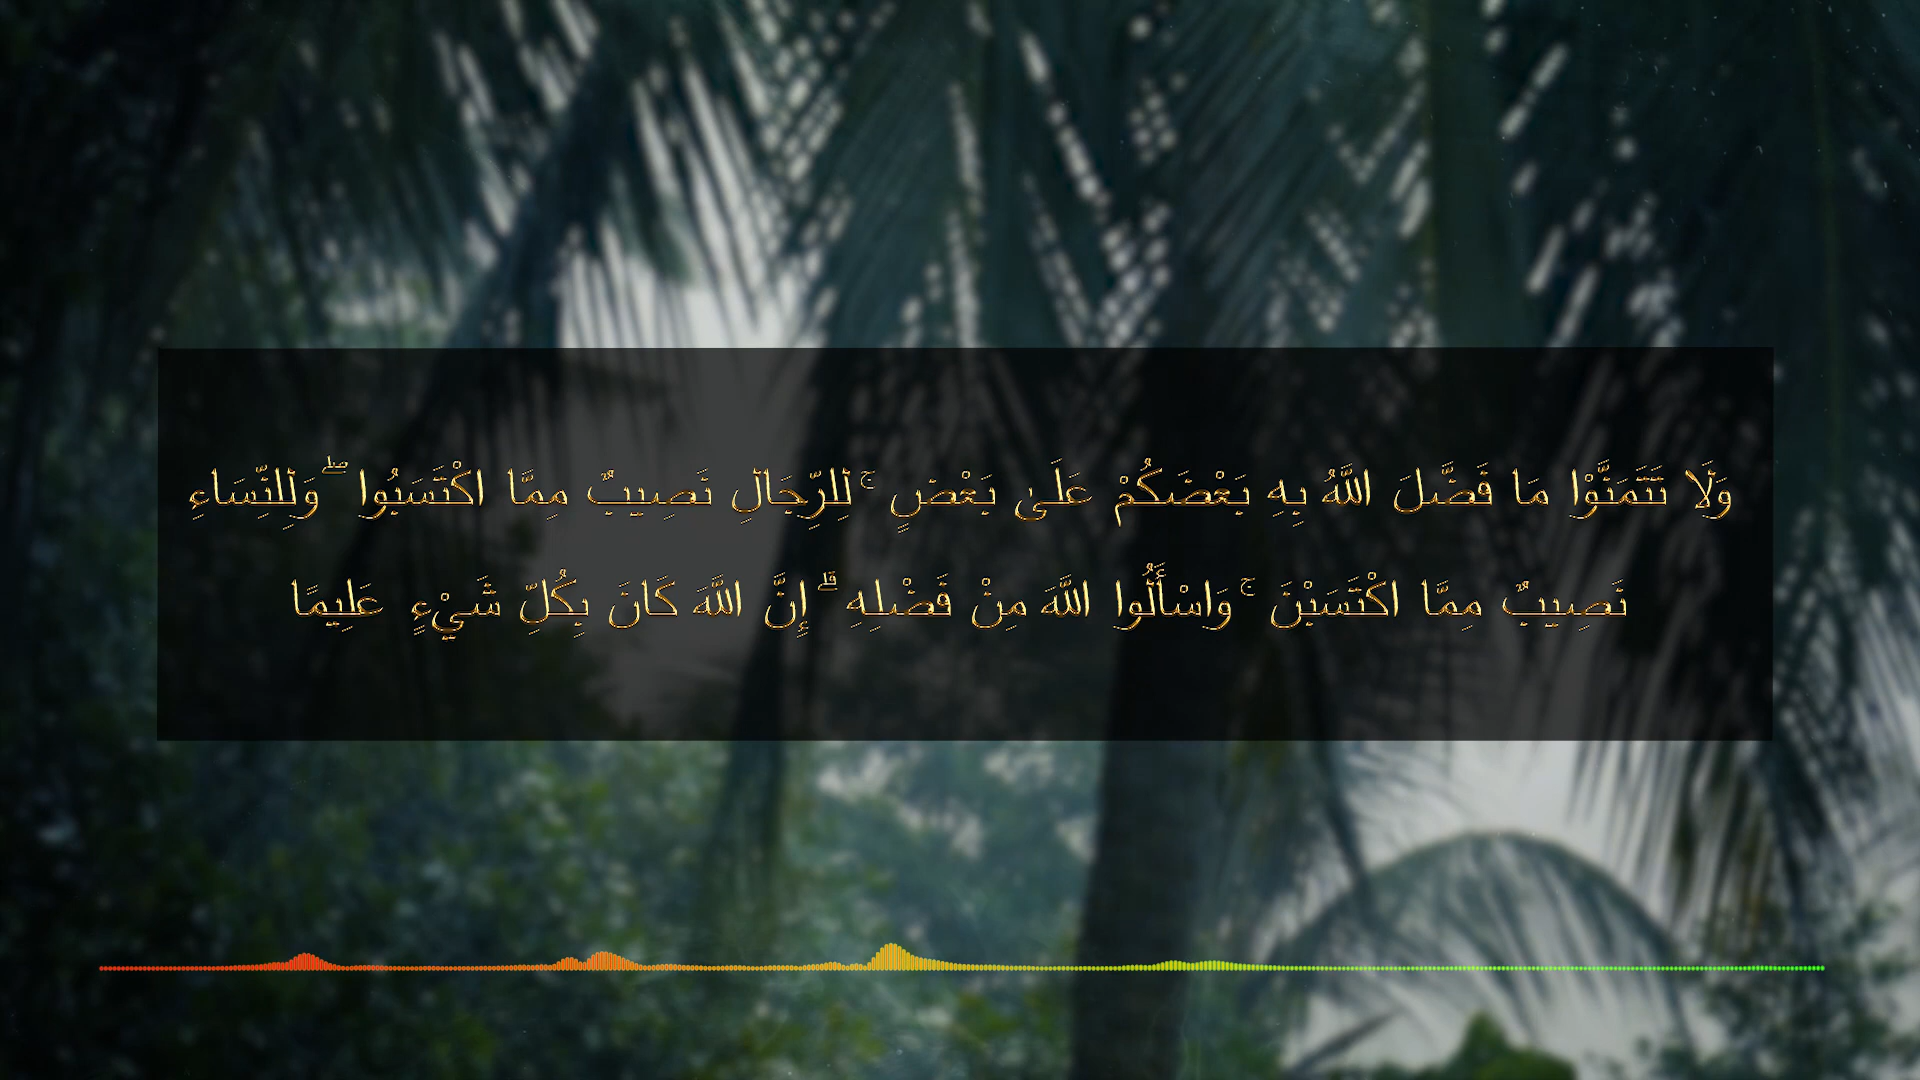 وَلَا تَتَمَنَّوْا مَا فَضَّلَ اللَّهُ بِهِ بَعْضَكُمْ عَلَىٰ بَعْضٍ ۚ لِلرِّجَالِ نَصِيبٌ مِمَّا اكْتَسَبُوا ۖ وَلِلنِّسَاءِ
نَصِيبٌ مِمَّا اكْتَسَبْنَ ۚ وَاسْأَلُوا اللَّهَ مِنْ فَضْلِهِ ۗ إِنَّ اللَّهَ كَانَ بِكُلِّ شَيْءٍ عَلِيمًا